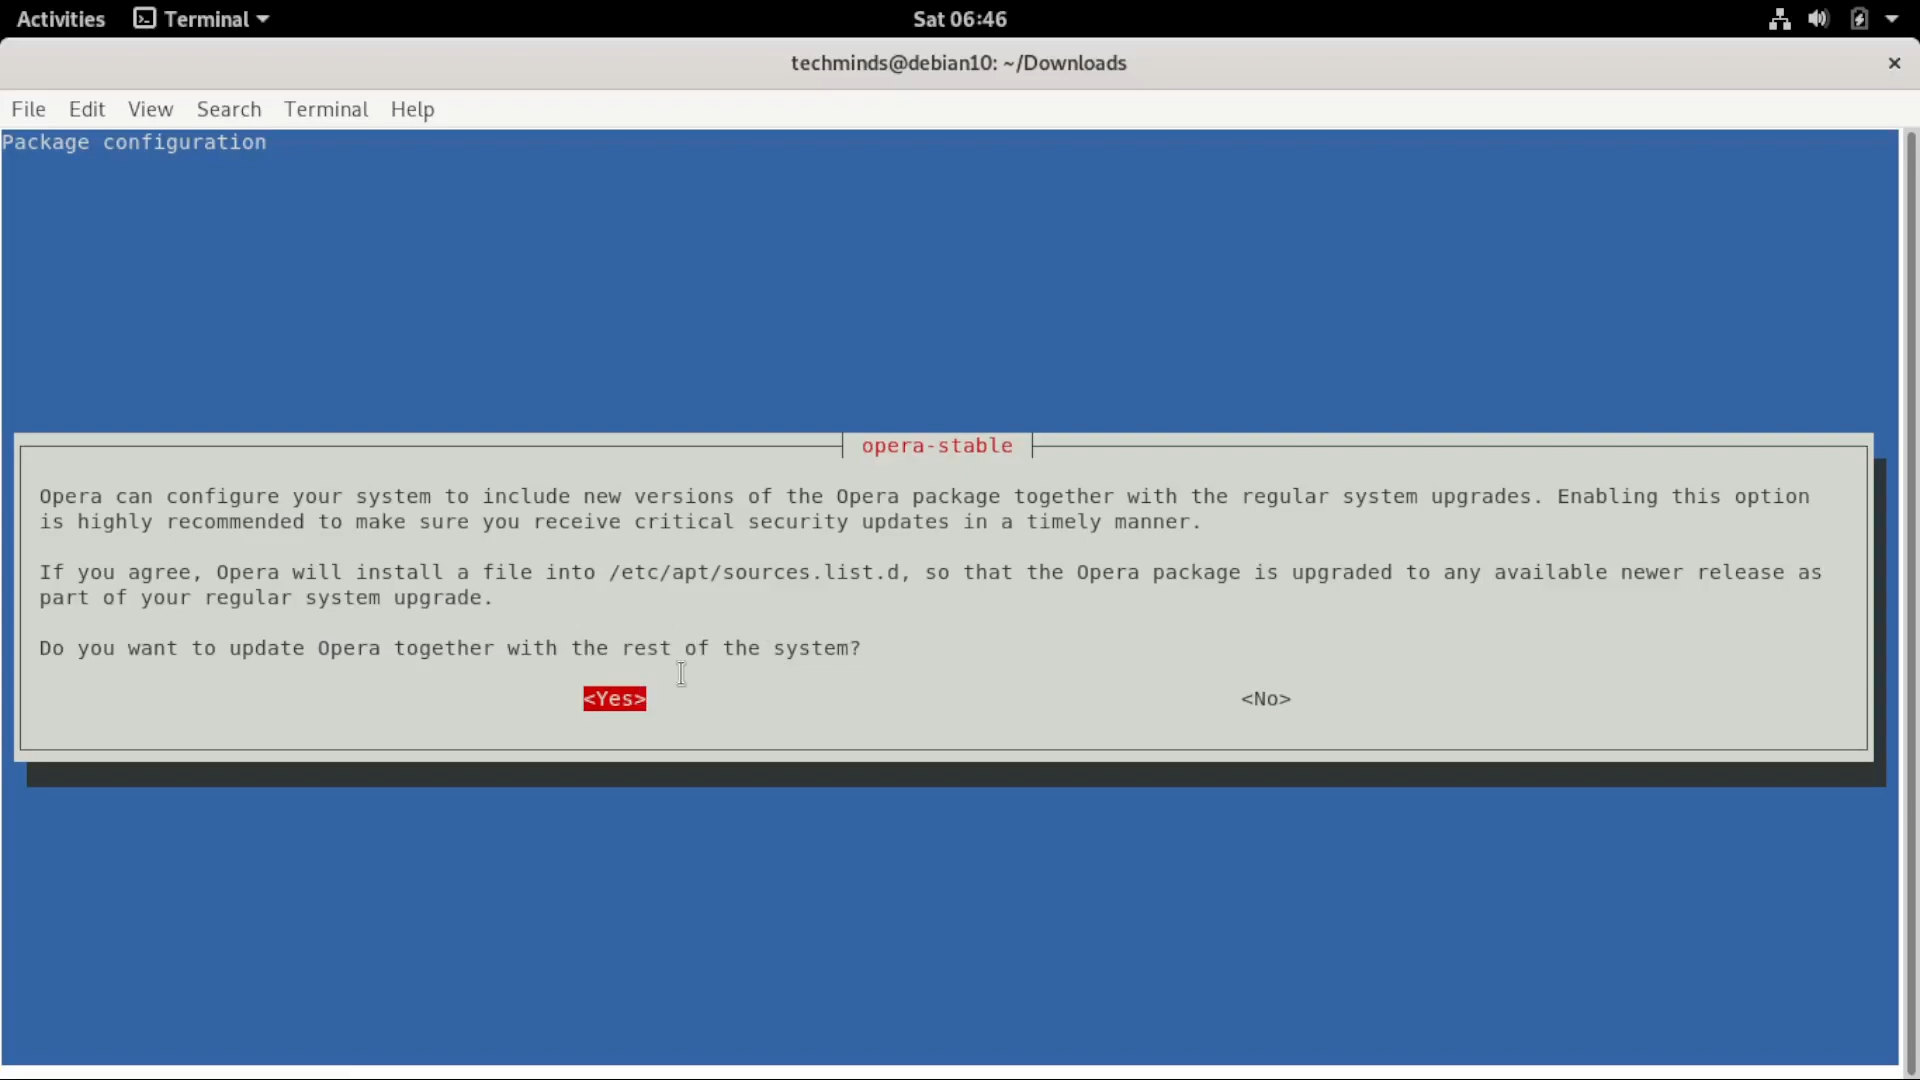 Activities Terminal Sat 06:46
techminds@debian10: ~/Downloads
File Edit View Search Terminal Help
Package configuration
opera-stable
Opera can configure your system to include new versions of the Opera package together with the regular system upgrades. Enabling this option
is highly recommended to make sure you receive critical security updates in a timely manner.
If you agree, Opera will install a file into /etc/apt/sources.list.d, so that the Opera package is upgraded to any available newer release as
part of your regular system upgrade.
Do you want to update Opera together with the rest of the system?
<Yes> <No>